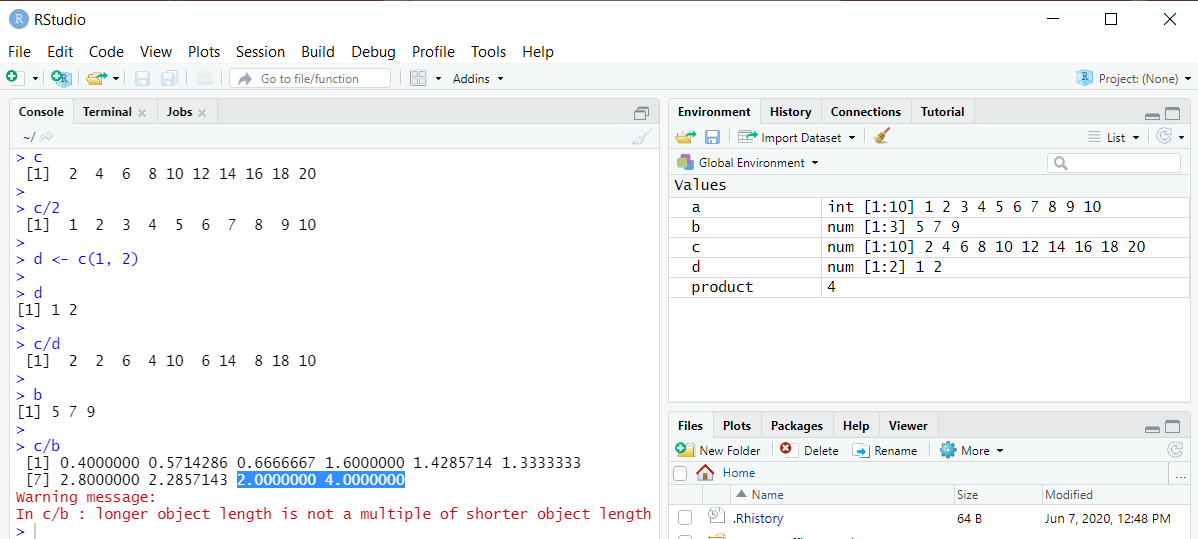 RStudio
File Edit Code View Plots Session Build Debug Profile Tools Help
Go to file/function Addins Project: (None)
Console Terminal Jobs
~/
> c
[1] 2 4 6 8 10 12 14 16 18 20
>
> c/2
[1] 1 2 3 4 5 6 7 8 9 10
>
> d <- c(1, 2)
>
> d
[1] 1 2
>
> c/d
[1] 2 2 6 4 10 6 14 8 18 10
>
> b
[1] 5 7 9
>
> c/b
[1] 0.4000000 0.5714286 0.6666667 1.6000000 1.4285714 1.3333333
[7] 2.8000000 2.2857143 2.0000000 4.0000000
Warning message:
In c/b : longer object length is not a multiple of shorter object length
>
Environment History Connections Tutorial
Import Dataset List
Global Environment
Values
a int [1:10] 1 2 3 4 5 6 7 8 9 10
b num [1:3] 5 7 9
c num [1:10] 2 4 6 8 10 12 14 16 18 20
d num [1:2] 1 2
product 4
Files Plots Packages Help Viewer
New Folder Delete Rename More
Home ...
Name Size Modified
.Rhistory 64 B Jun 7, 2020, 12:48 PM